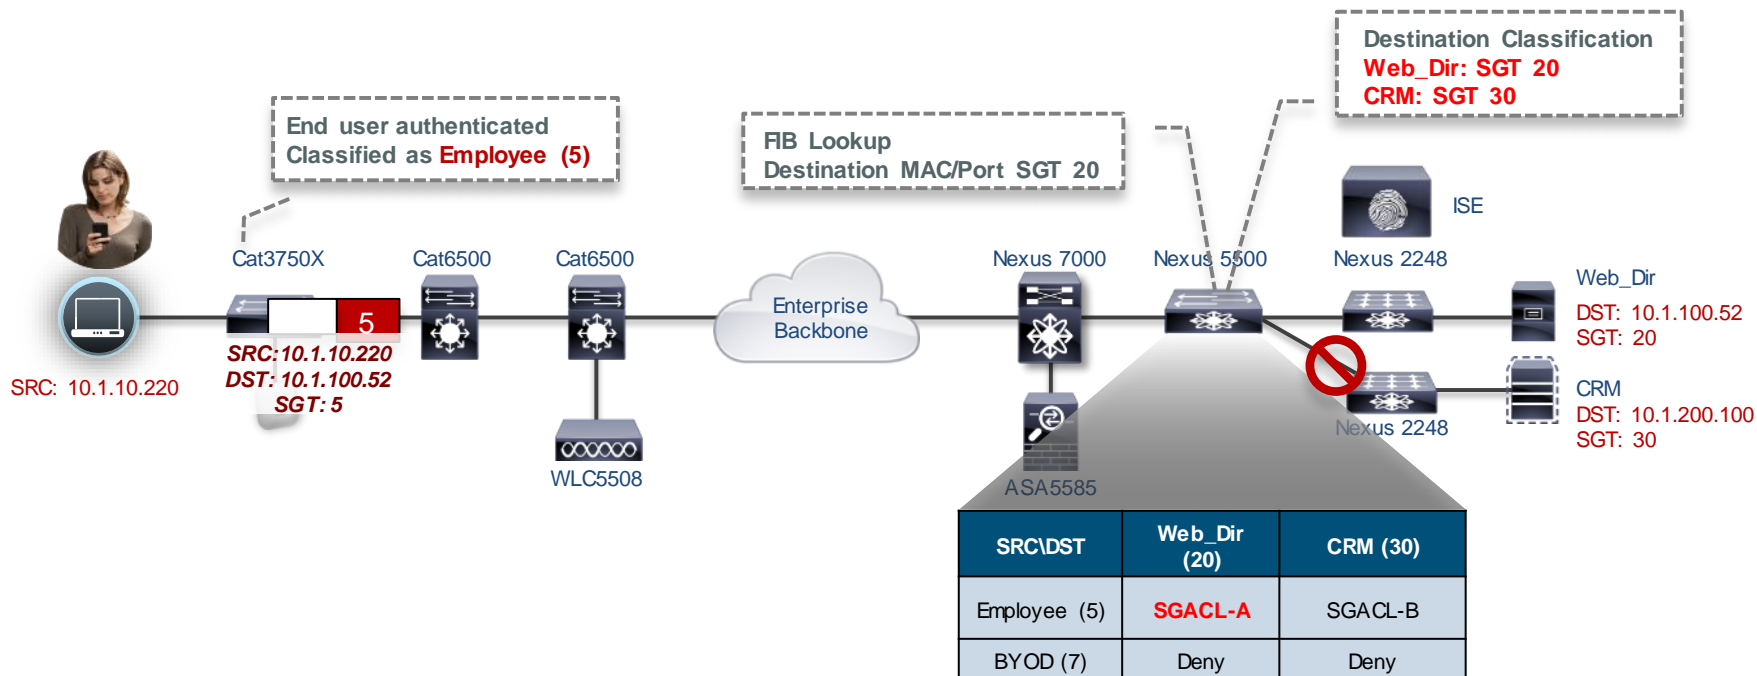 Destination Classification
Web_Dir: SGT 20
CRM: SGT 30
End user authenticated
Classified as Employee (5)
FIB Lookup
Destination MAC/Port SGT 20
ISE
Cat3750X
Cat6500
Cat6500
Nexus 7000
Nexus 5500
Nexus 2248
Web_Dir
DST: 10.1.100.52
SGT: 20
Enterprise
Backbone
5
SRC:10.1.10.220
DST: 10.1.100.52
SGT: 5
SRC: 10.1.10.220
CRM
DST: 10.1.200.100
SGT: 30
Nexus 2248
WLC5508
ASA5585
SRC\DST
Web_Dir
(20)
CRM (30)
Employee (5)
SGACL-A
SGACL-B
BYOD (7)
Deny
Deny